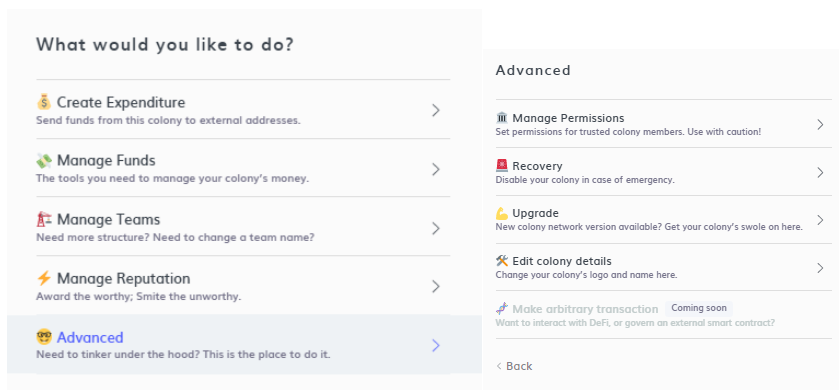 What would you like to do?
Create Expenditure
Send funds from this colony to external addresses.
Manage Funds
The tools you need to manage your colony's money.
Manage Teams
Need more structure? Need to change a team name?
Manage Reputation
Award the worthy; Smite the unworthy.
Advanced
Need to tinker under the hood? This is the place to do it.
Advanced
Manage Permissions
Set permissions for trusted colony members. Use with caution!
Recovery
Disable your colony in case of emergency.
Upgrade
New colony network version available? Get your colony's swole on here.
Edit colony details
Change your colony's logo and name here.
Make arbitrary transaction Coming soon
Want to interact with DeFi, or govern an external smart contract?
Back